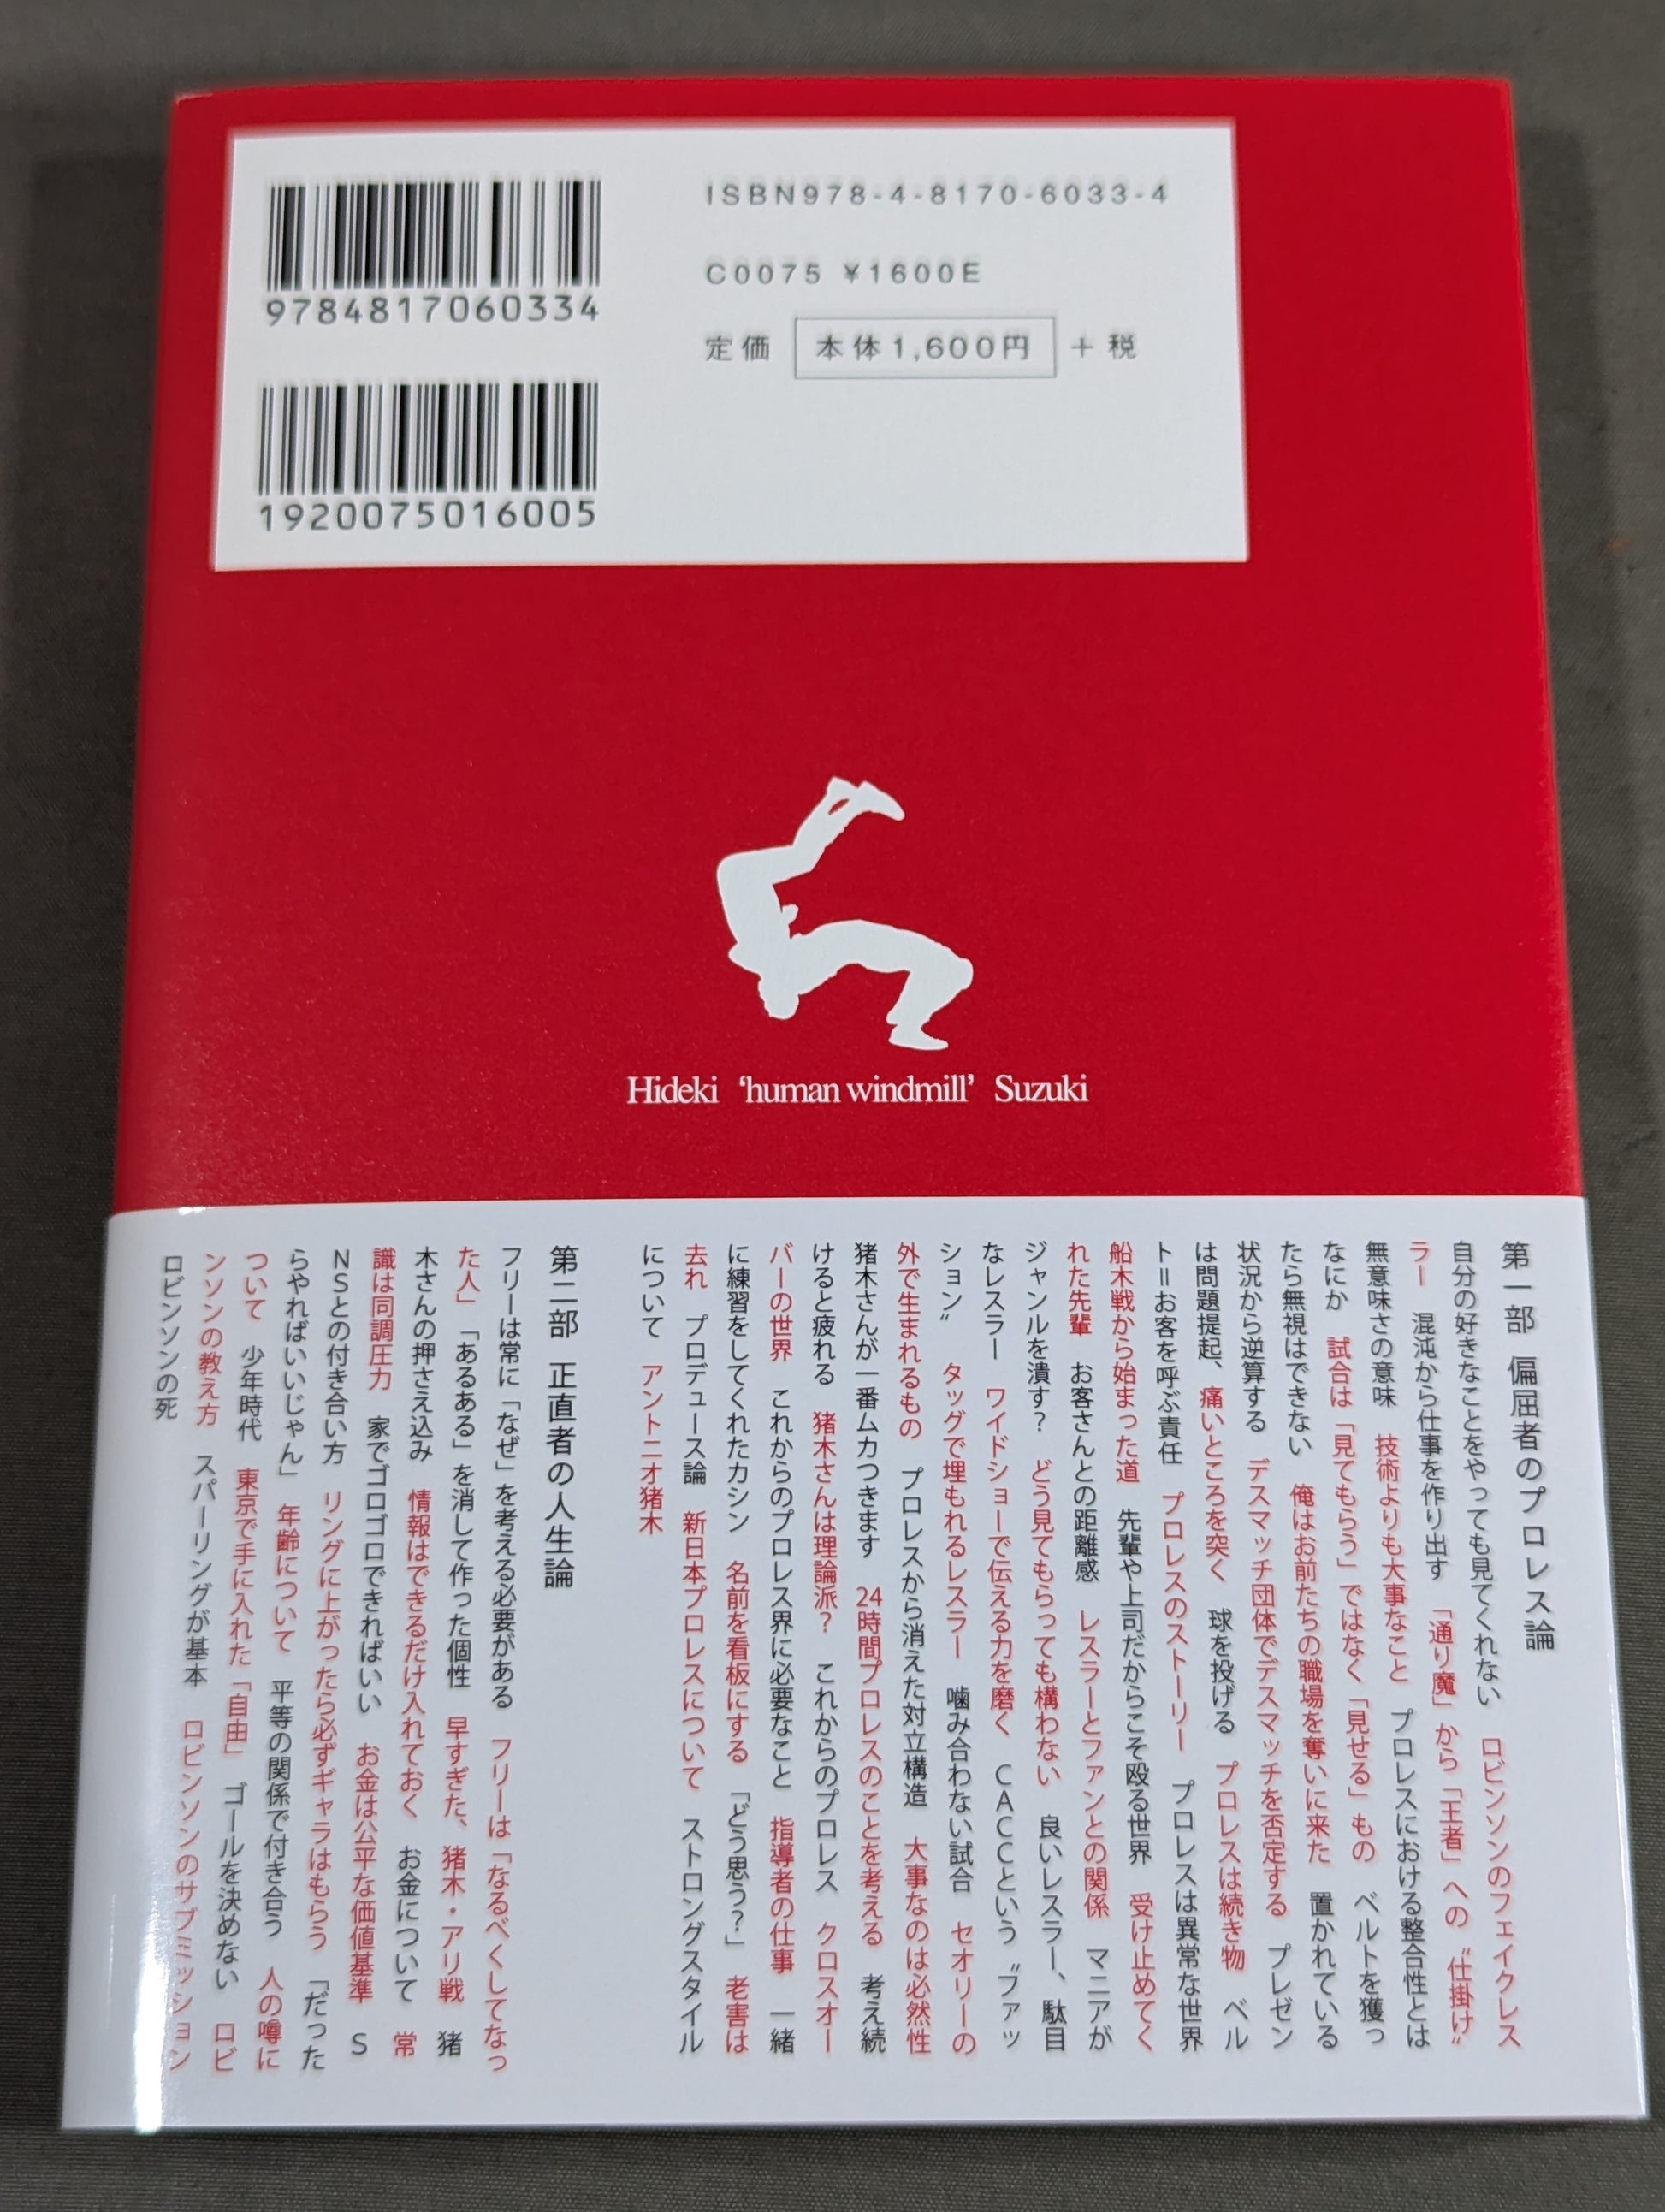 9784817060334
1920075016005
ISBN978-4-8170-6033-4
C0075 ¥1600E
定価 本体1,600円 +税
Hideki ‘human windmill’ Suzuki
第一部 偏屈者のプロレス論
自分の好きなことをやっても見てくれない ロビンソンのフェイクレス
ラー 混沌から仕事を作り出す 「通り魔」から「王者」への〝仕掛け〟
無意味さの意味 技術よりも大事なこと プロレスにおける整合性とは
なにか 試合は「見てもらう」ではなく「見せる」もの ベルトを獲っ
たら無視はできない 俺はお前たちの職場を奪いに来た 置かれている
状況から逆算する デスマッチ団体でデスマッチを否定する プレゼン
は問題提起、痛いところを突く 球を投げる プロレスは続き物 ベル
ト＝お客を呼ぶ責任 プロレスのストーリー プロレスは異常な世界
船木戦から始まった道 先輩や上司だからこそ殴る世界 受け止めてく
れた先輩 お客さんとの距離感 レスラーとファンとの関係 マニアが
ジャンルを潰す? どう見てもらっても構わない 良いレスラー、駄目
なレスラー ワイドショーで伝える力を磨く CACCという〝ファッ
ション〟 タッグで埋もれるレスラー 噛み合わない試合 セオリーの
外で生まれるもの プロレスから消えた対立構造 大事なのは必然性
猪木さんが一番ムカつきます 24時間プロレスのことを考える 考え続
けると疲れる 猪木さんは理論派? これからのプロレス クロスオー
バーの世界 これからのプロレス界に必要なこと 指導者の仕事 一緒
に練習をしてくれたカシン 名前を看板にする 「どう思う?」 老害は
去れ プロデュース論 新日本プロレスについて ストロングスタイル
について アントニオ猪木
第二部 正直者の人生論
フリーは常に「なぜ」を考える必要がある フリーは「なるべくしてなっ
た人」 「あるある」を消して作った個性 早すぎた、猪木・アリ戦 猪
木さんの押さえ込み 情報はできるだけ入れておく お金について 常
識は同調圧力 家でゴロゴロできればいい お金は公平な価値基準 S
NSとの付き合い方 リングに上がったら必ずギャラはもらう 「だった
らやればいいじゃん」 年齢について 平等の関係で付き合う 人の噂に
ついて 少年時代 東京で手に入れた「自由」 ゴールを決めない ロビ
ンソンの教え方 スパーリングが基本 ロビンソンのサブミッション
ロビンソンの死